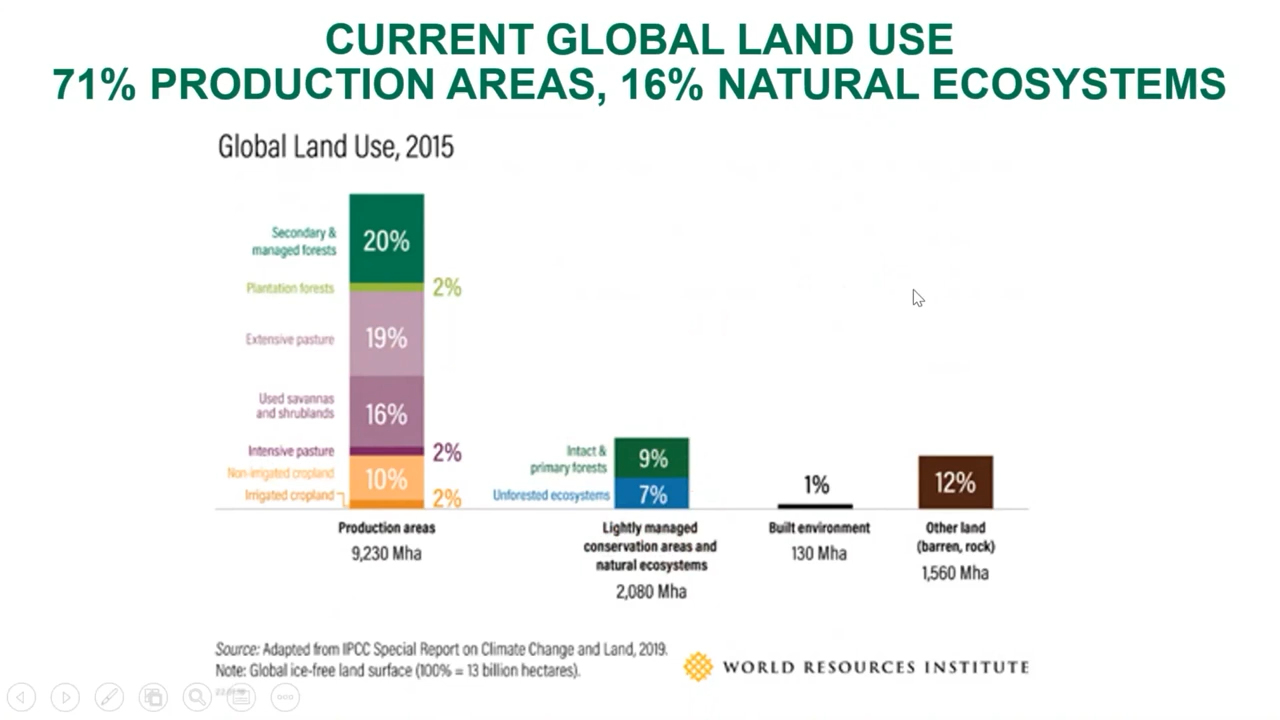 CURRENT GLOBAL LAND USE
71% PRODUCTION AREAS, 16% NATURAL ECOSYSTEMS
Global Land Use, 2015
Secondary &
managed forests
20%
Plantation forests
2%
Extensive pasture
19%
Used savannas
and shrublands
16%
Intensive pasture
2%
Non-irrigated cropland
10%
Irrigated cropland
2%
Production areas
9,230 Mha
Intact &
primary forests
9%
Unforested ecosystems
7%
Lightly managed
conservation areas and
natural ecosystems
2,080 Mha
1%
Built environment
130 Mha
12%
Other land
(barren, rock)
1,560 Mha
Source: Adapted from IPCC Special Report on Climate Change and Land, 2019.
Note: Global ice-free land surface (100% = 13 billion hectares).
WORLD RESOURCES INSTITUTE